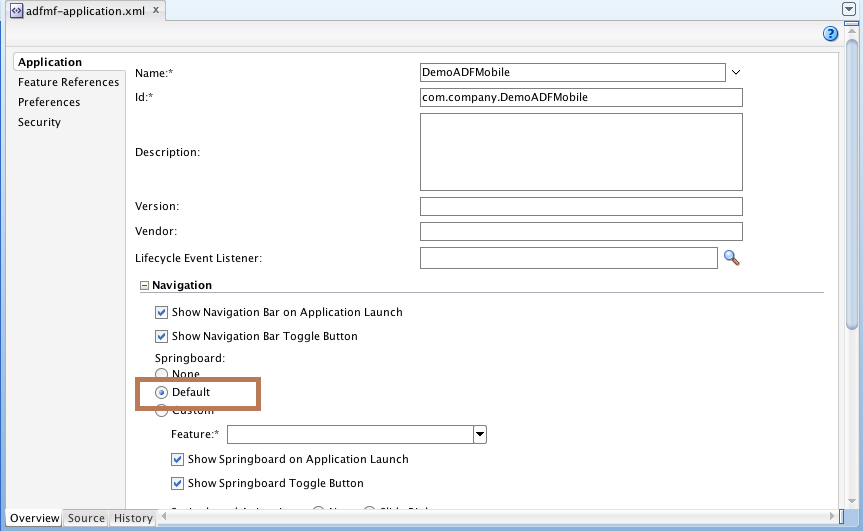 adfmf-application.xml x
?
Application
Feature References
Preferences
Security
Name:* DemoADFMobile
Id:* com.company.DemoADFMobile
Description:
Version:
Vendor:
Lifecycle Event Listener:
Navigation
Show Navigation Bar on Application Launch
Show Navigation Bar Toggle Button
Springboard:
None
Default
Custom
Feature:*
Show Springboard on Application Launch
Show Springboard Toggle Button
Overview Source History